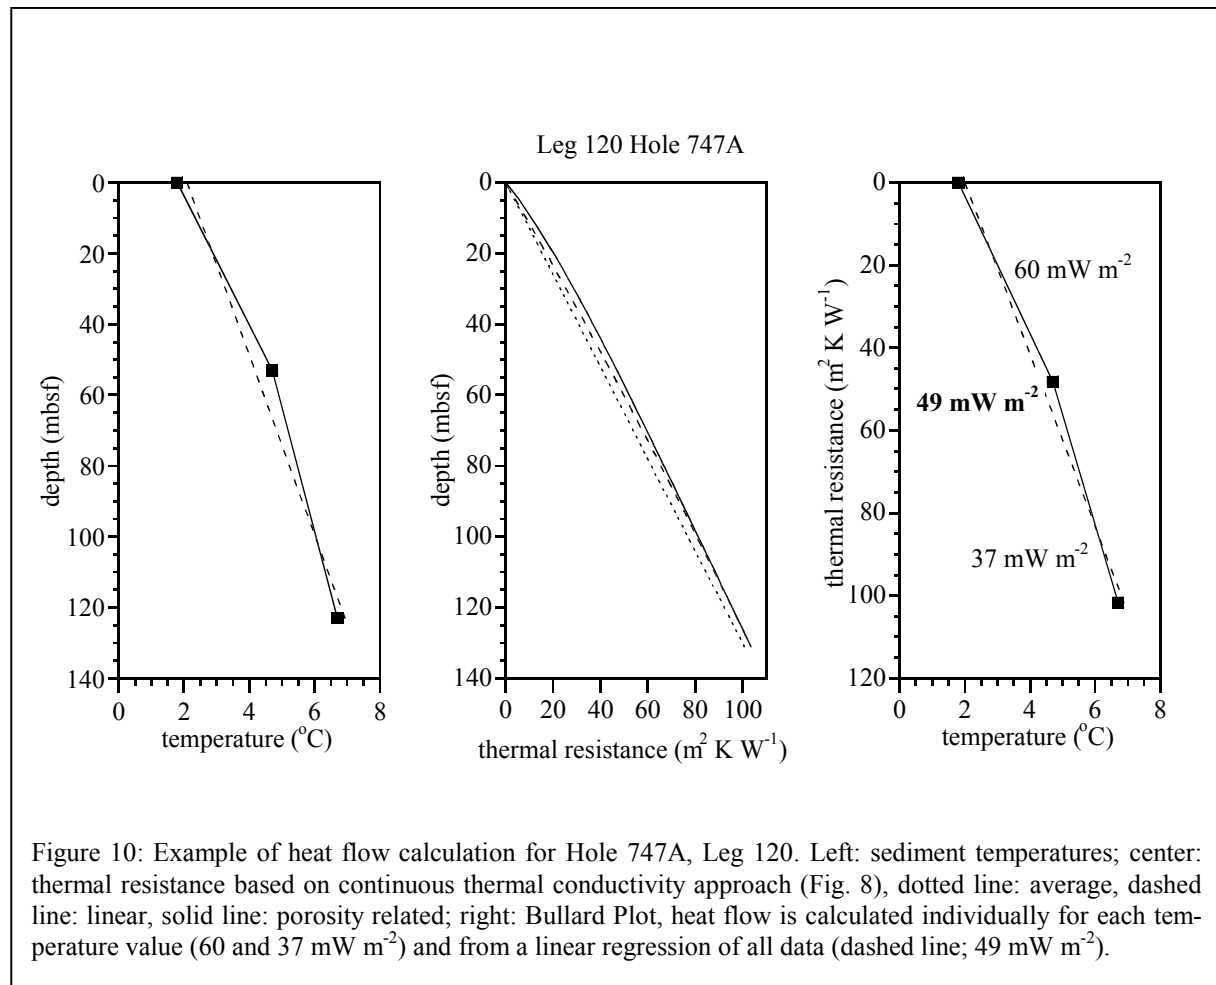 Leg 120 Hole 747A
0
20
40
60
80
100
120
140
depth (mbsf)
0 2 4 6 8
temperature (°C)
0
20
40
60
80
100
120
140
depth (mbsf)
0 20 40 60 80 100
thermal resistance (m² K W⁻¹)
0
20
40
60
80
100
120
thermal resistance (m² K W⁻¹)
60 mW m⁻²
49 mW m⁻²
37 mW m⁻²
0 2 4 6 8
temperature (°C)
Figure 10: Example of heat flow calculation for Hole 747A, Leg 120. Left: sediment temperatures; center:
thermal resistance based on continuous thermal conductivity approach (Fig. 8), dotted line: average, dashed
line: linear, solid line: porosity related; right: Bullard Plot, heat flow is calculated individually for each tem-
perature value (60 and 37 mW m⁻²) and from a linear regression of all data (dashed line; 49 mW m⁻²).